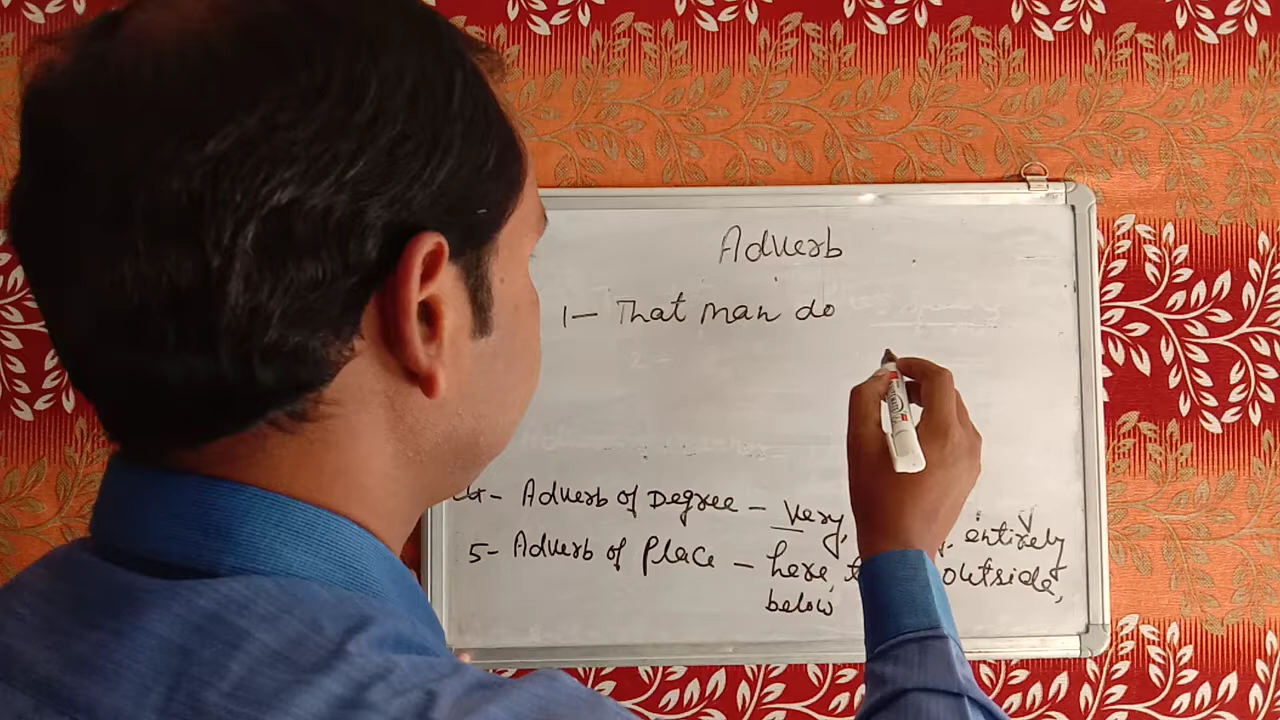 Adverb
1- That man do
4- Adverb of Degree - very, entirely
5- Adverb of place - here, outside,
below